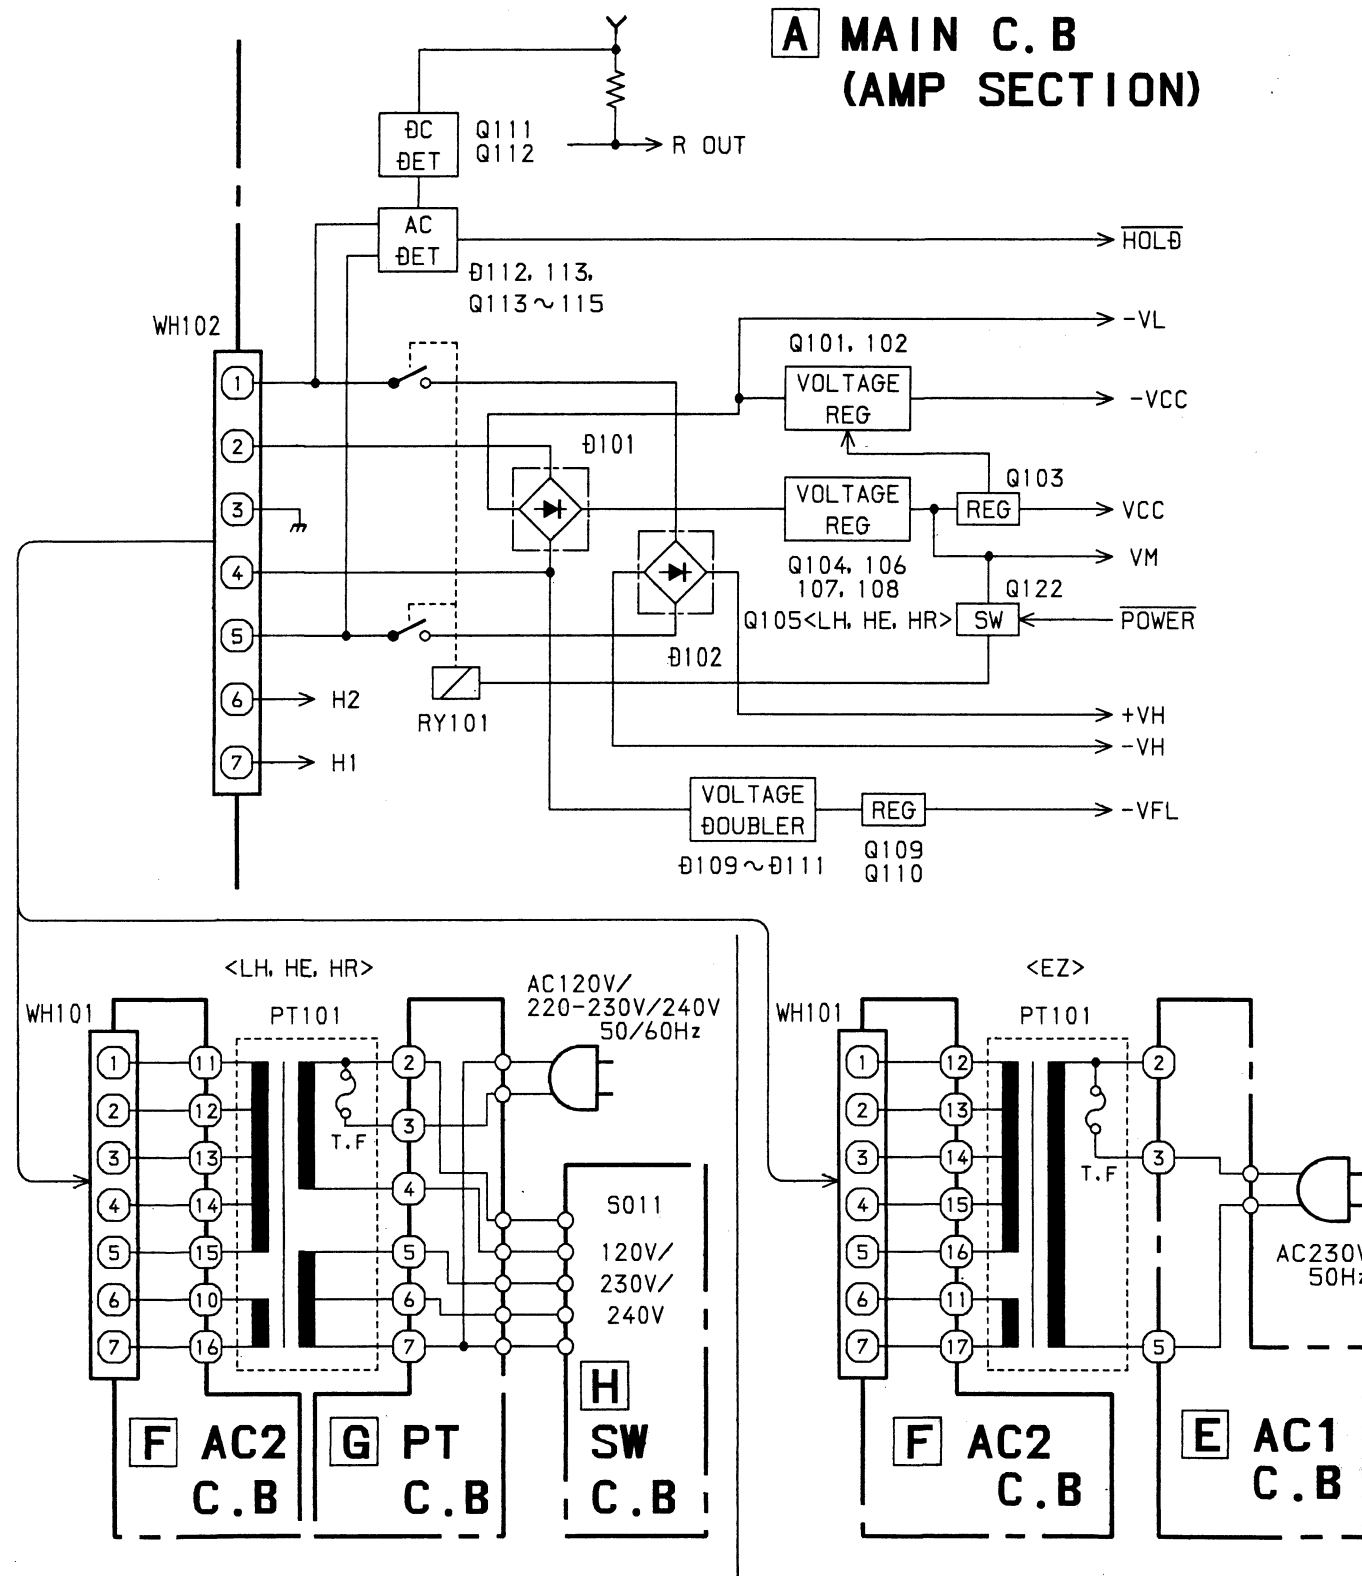 A MAIN C.B
(AMP SECTION)
DC
DET
Q111
Q112
R OUT
AC
DET
HOLD
D112, 113,
Q113~115
WH102
-VL
Q101, 102
1
VOLTAGE
REG
-VCC
2
D101
Q103
3
VOLTAGE
REG
REG
VCC
VM
4
Q104, 106
107, 108
Q122
Q105<LH, HE, HR>
SW
POWER
5
D102
6
H2
RY101
+VH
-VH
7
H1
VOLTAGE
DOUBLER
REG
-VFL
D109~D111
Q109
Q110
<LH, HE, HR>
WH101
PT101
AC120V/
220-230V/240V
50/60Hz
1
11
2
2
12
3
T.F
3
13
4
4
14
5
15
5
6
10
6
7
16
7
S011
120V/
230V/
240V
F AC2
C.B
G PT
C.B
H
SW
C.B
<EZ>
WH101
PT101
1
12
2
2
13
3
14
3
T.F
4
15
5
16
6
11
7
17
5
AC230V
50Hz
F AC2
C.B
E AC1
C.B